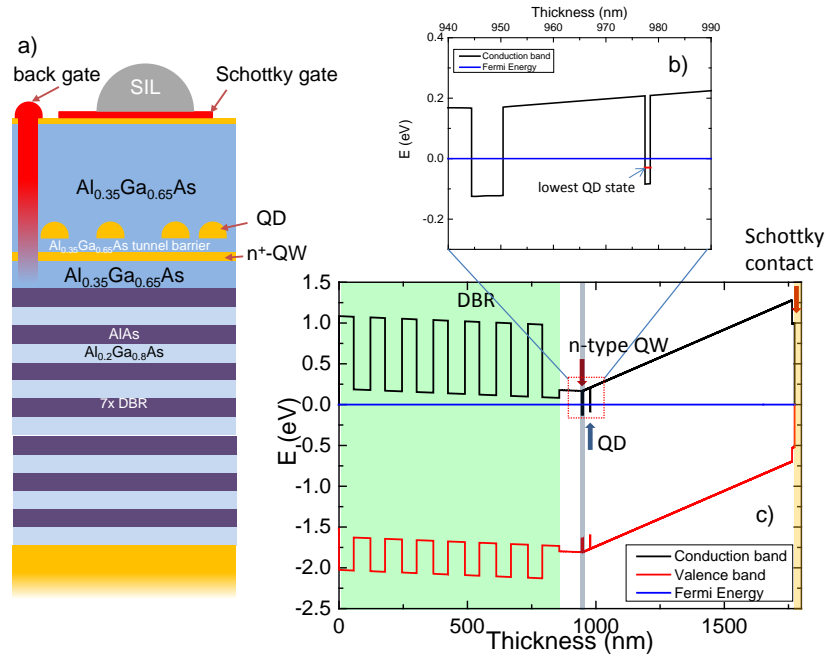 a)
back gate
SIL
Schottky gate
Al0.35Ga0.65As
QD
Al0.35Ga0.65As tunnel barrier
n+-QW
Al0.35Ga0.65As
AlAs
Al0.2Ga0.8As
7x DBR
Thickness (nm)
940 950 960 970 980 990
Conduction band
Fermi Energy
b)
0.4
0.2
0.0
-0.2
E (eV)
lowest QD state
Schottky
contact
DBR
n-type QW
QD
c)
1.5
1.0
0.5
0.0
-0.5
-1.0
-1.5
-2.0
-2.5
E (eV)
Conduction band
Valence band
Fermi Energy
0 500 1000 1500
Thickness (nm)